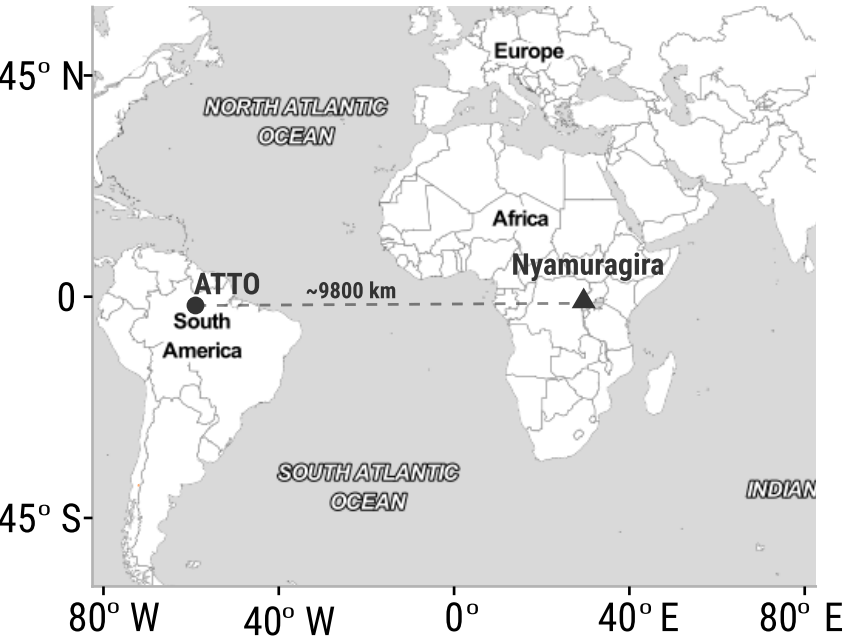 Europe
45° N
NORTH ATLANTIC
OCEAN
Africa
Nyamuragira
ATTO
~9800 km
0
South
America
SOUTH ATLANTIC
OCEAN
INDIAN
45° S
80° W
40° W
0°
40° E
80° E